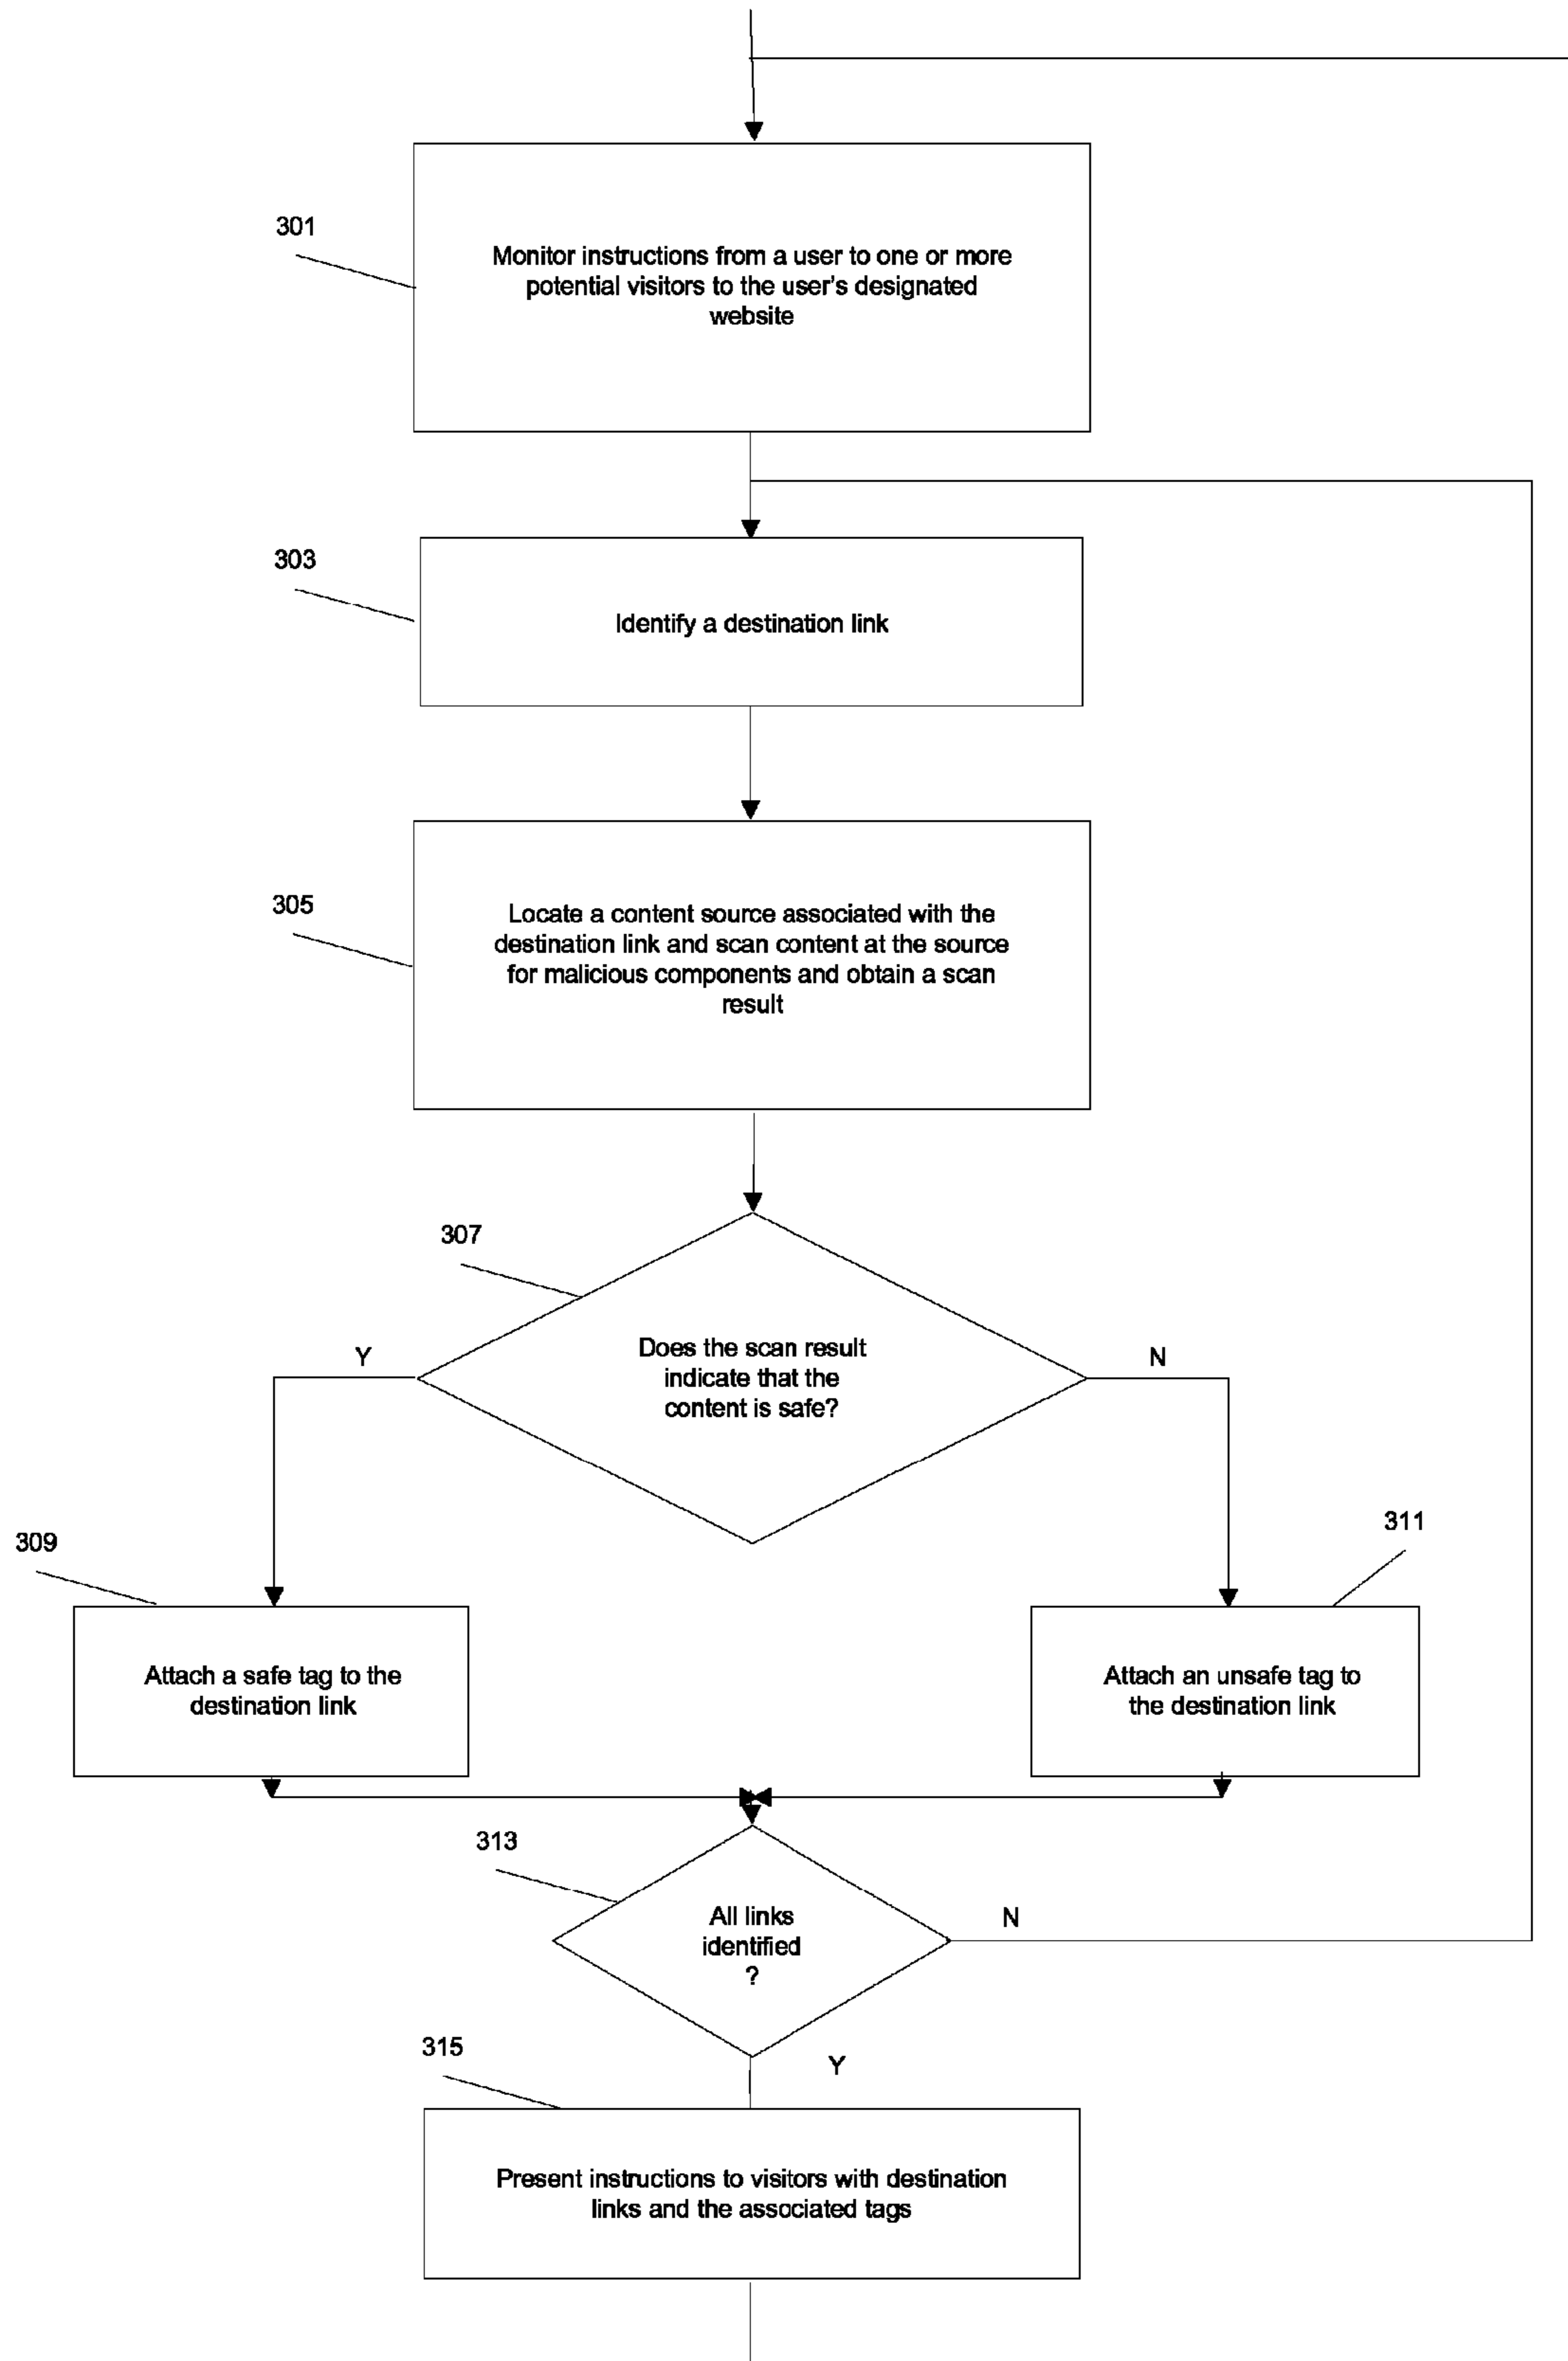 301
Monitor instructions from a user to one or more
potential visitors to the user's designated
website
303
Identify a destination link
305
Locate a content source associated with the
destination link and scan content at the source
for malicious components and obtain a scan
result
307
Does the scan result
indicate that the
content is safe?
Y
N
309
311
Attach a safe tag to the
destination link
Attach an unsafe tag to
the destination link
313
All links
identified
?
N
Y
315
Present instructions to visitors with destination
links and the associated tags